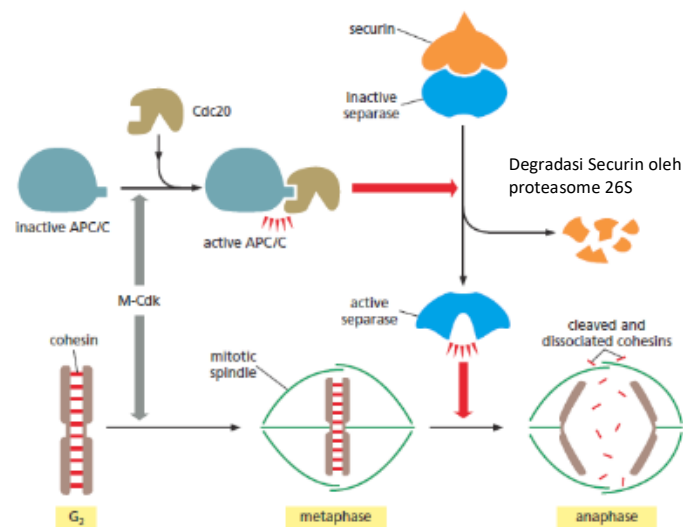 securin
inactive
separase
Cdc20
Degradasi Securin oleh
proteasome 26S
inactive APC/C
active APC/C
M-Cdk
active
separase
cleaved and
dissociated cohesins
cohesin
mitotic
spindle
G2
metaphase
anaphase